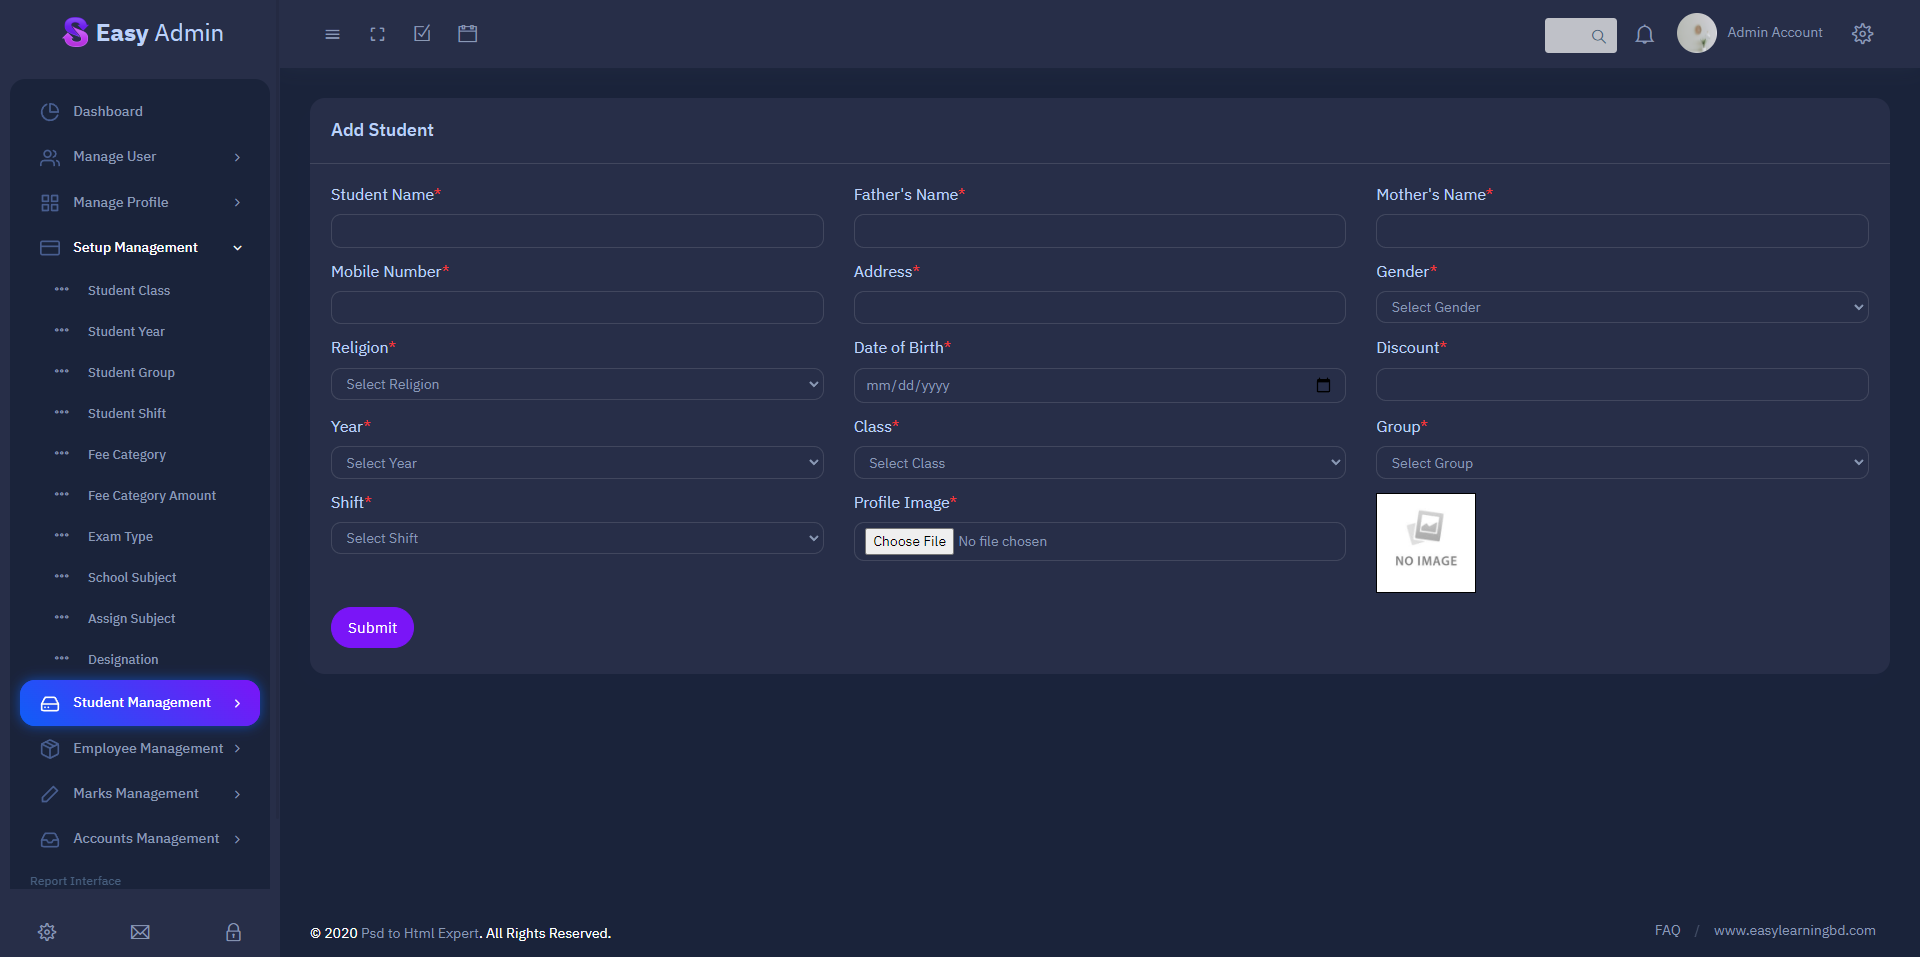 Easy Admin
Admin Account
Dashboard
Manage User
Manage Profile
Setup Management
Student Class
Student Year
Student Group
Student Shift
Fee Category
Fee Category Amount
Exam Type
School Subject
Assign Subject
Designation
Student Management
Employee Management
Marks Management
Accounts Management
Report Interface
Add Student
Student Name* Father's Name* Mother's Name*
Mobile Number* Address* Gender*
Select Gender
Religion* Date of Birth* Discount*
Select Religion mm/dd/yyyy
Year* Class* Group*
Select Year Select Class Select Group
Shift* Profile Image*
Select Shift Choose File No file chosen
NO IMAGE
Submit
© 2020 Psd to Html Expert. All Rights Reserved.
FAQ / www.easylearningbd.com